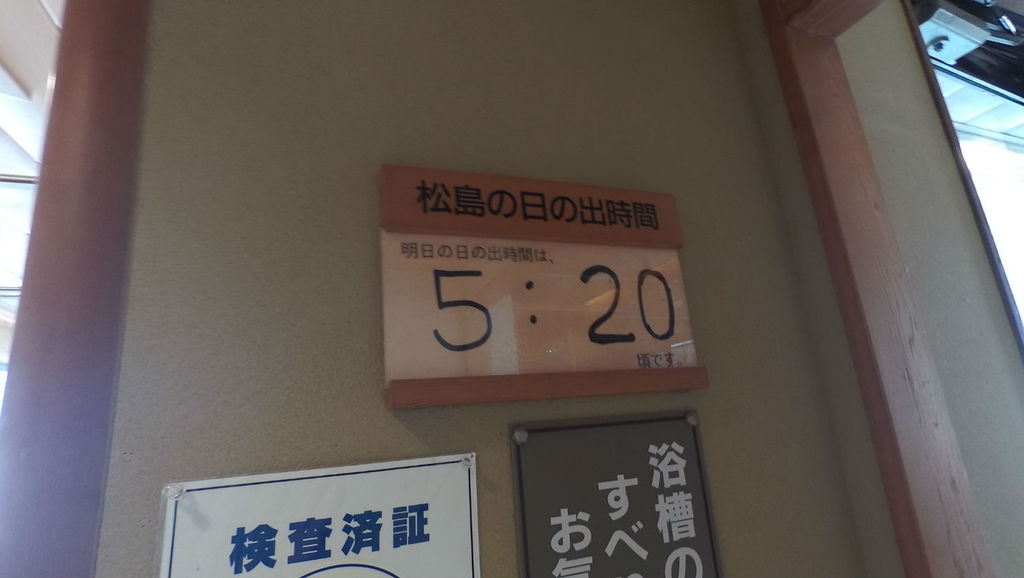 松島の日の出時間
明日の日の出時間は、
5:20
頃です。
検査済証
浴槽の
すべ
お気